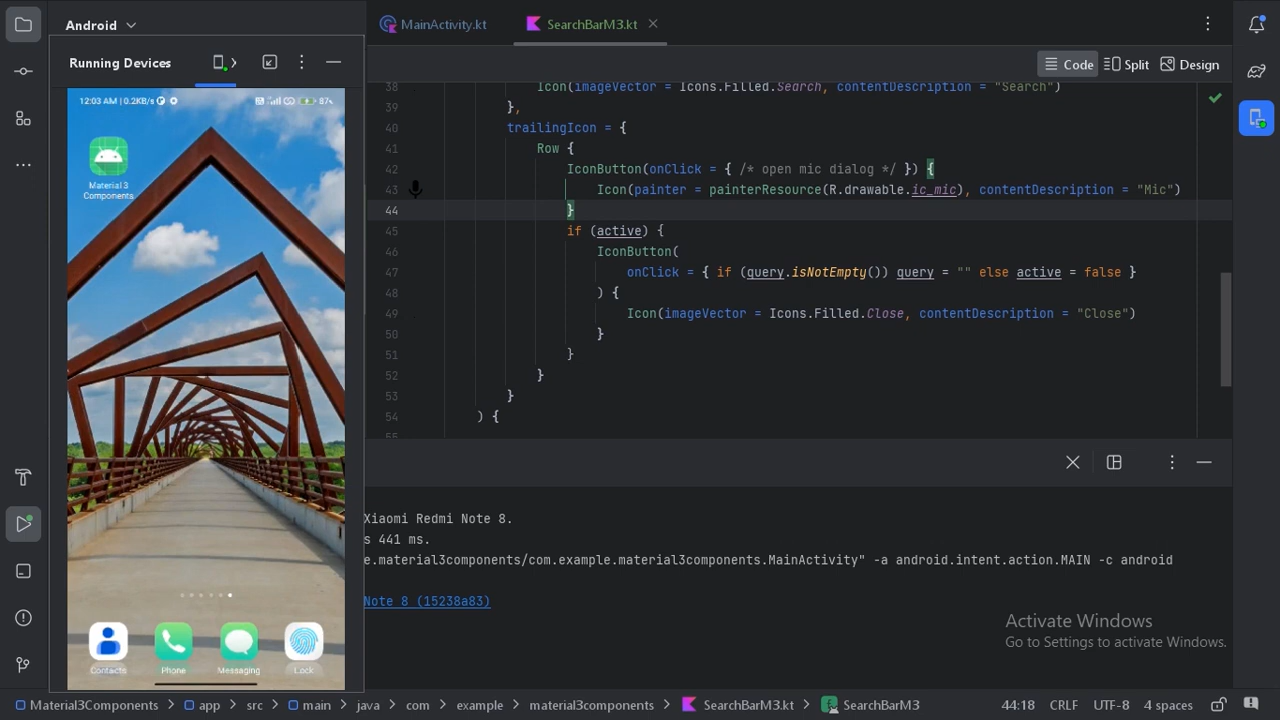 Android
MainActivity.kt
SearchBarM3.kt
Running Devices
Code
Split
Design
12:03 AM | 0.2KB/s
87%
Material 3
Components
38 Icon(imageVector = Icons.Filled.Search, contentDescription = "Search")
39 },
40 trailingIcon = {
41 Row {
42 IconButton(onClick = { /* open mic dialog */ }) {
43 Icon(painter = painterResource(R.drawable.ic_mic), contentDescription = "Mic")
44 }
45 if (active) {
46 IconButton(
47 onClick = { if (query.isNotEmpty()) query = "" else active = false }
48 ) {
49 Icon(imageVector = Icons.Filled.Close, contentDescription = "Close")
50 }
51 }
52 }
53 }
54 ) {
55
Xiaomi Redmi Note 8.
s 441 ms.
e.material3components/com.example.material3components.MainActivity" -a android.intent.action.MAIN -c android
Note 8 (15238a83)
Contacts
Phone
Messaging
Lock
Activate Windows
Go to Settings to activate Windows.
Material3Components > app > src > main > java > com > example > material3components > SearchBarM3.kt > SearchBarM3
44:18 CRLF UTF-8 4 spaces